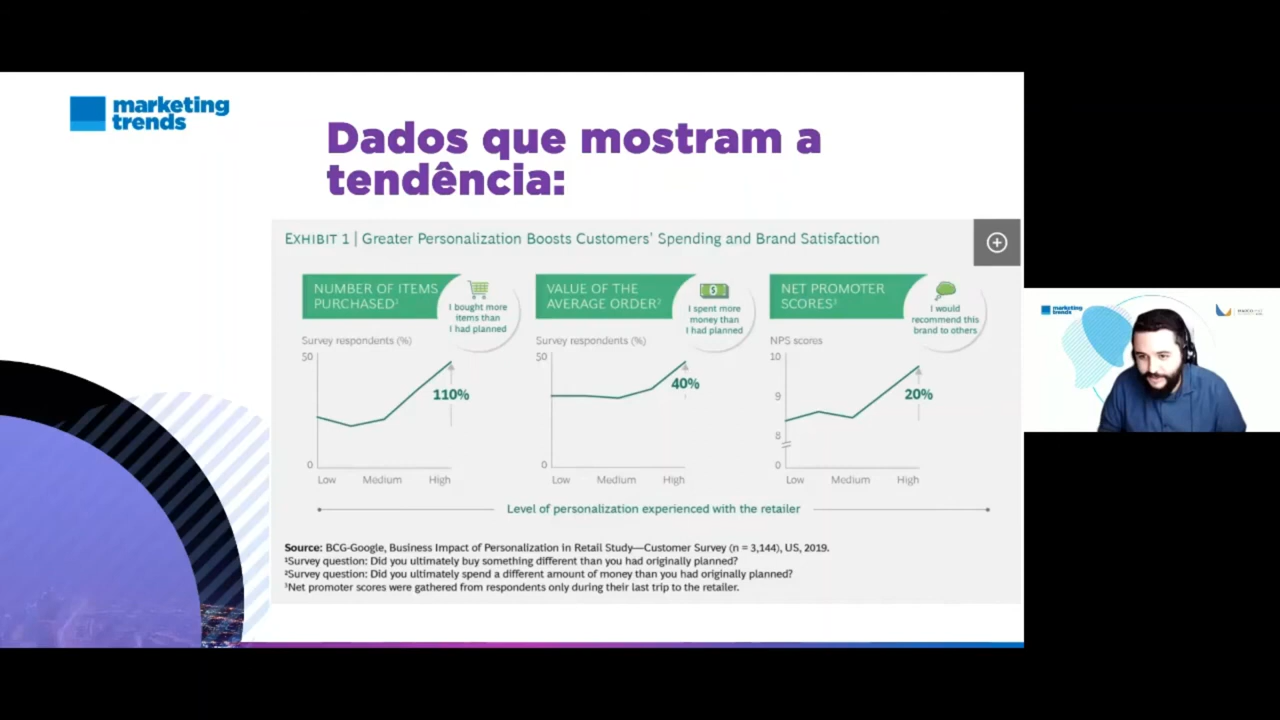 marketing
trends
Dados que mostram a
tendência:
EXHIBIT 1 | Greater Personalization Boosts Customers' Spending and Brand Satisfaction
NUMBER OF ITEMS
PURCHASED¹
I bought more
items than
I had planned
Survey respondents (%)
50
110%
0
Low
Medium
High
VALUE OF THE
AVERAGE ORDER²
I spent more
money than
I had planned
Survey respondents (%)
50
40%
0
Low
Medium
High
NET PROMOTER
SCORES³
I would
recommend this
brand to others
NPS scores
10
9
20%
8
0
Low
Medium
High
Level of personalization experienced with the retailer
Source: BCG-Google, Business Impact of Personalization in Retail Study—Customer Survey (n = 3,144), US, 2019.
¹Survey question: Did you ultimately buy something different than you had originally planned?
²Survey question: Did you ultimately spend a different amount of money than you had originally planned?
³Net promoter scores were gathered from respondents only during their last trip to the retailer.
marketing
trends